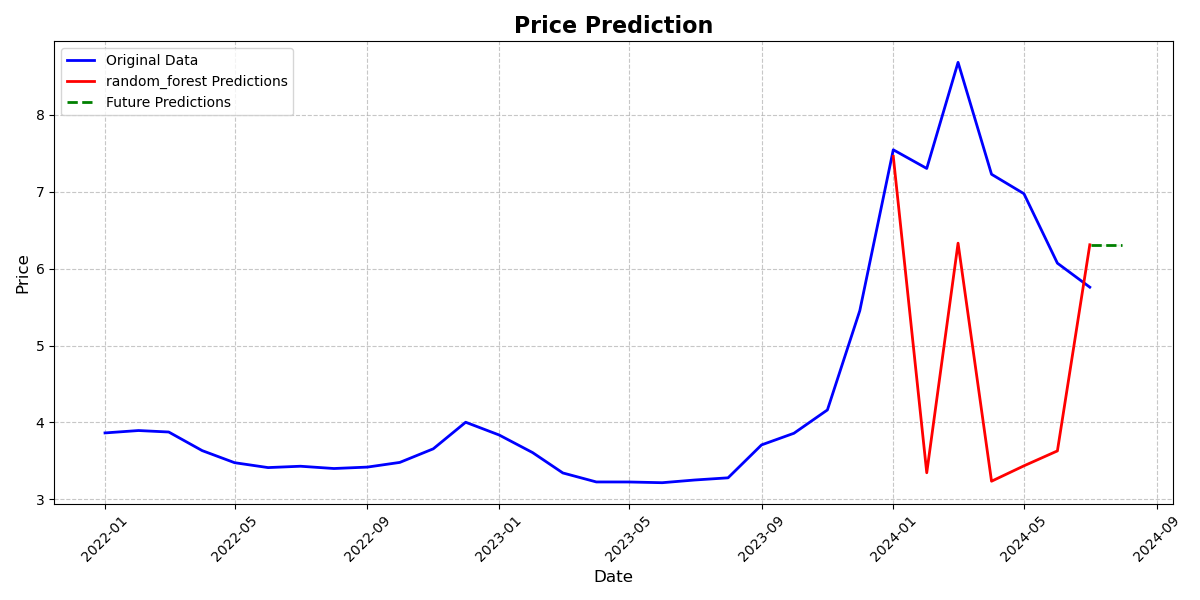 Price Prediction
Original Data
random_forest Predictions
Future Predictions
Price
8
7
6
5
4
3
2022-01
2022-05
2022-09
2023-01
2023-05
2023-09
2024-01
2024-05
2024-09
Date